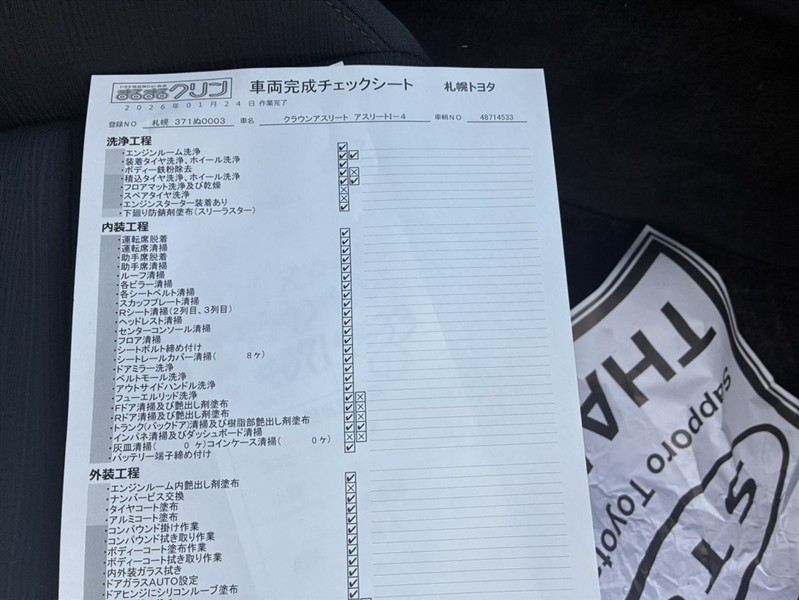 まるまるクリン 車両完成チェックシート 札幌トヨタ
2026年01月24日 作業完了
登録NO 札幌 371ぬ0003 車名 クラウンアスリート アスリートI-4 車柄NO 48714533
洗浄工程
・エンジンルーム洗浄
・装着タイヤ洗浄、ホイール洗浄
・ボディー鉄粉除去
・積込タイヤ洗浄、ホイール洗浄
・フロアマット洗浄及び乾燥
・スペアタイヤ洗浄
・エンジンスターター装着あり
・下廻り防錆剤塗布(スリーラスター)
内装工程
・運転席脱着
・運転席清掃
・助手席脱着
・助手席清掃
・ルーフ清掃
・各ピラー清掃
・各シートベルト清掃
・スカッフプレート清掃
・Rシート清掃(2列目、3列目)
・ヘッドレスト清掃
・センターコンソール清掃
・フロア清掃
・シートボルト締め付け
・シートレールカバー清掃( 8ヶ)
・ドアミラー洗浄
・ベルトモール洗浄
・アウトサイドハンドル洗浄
・フューエルリッド洗浄
・Fドア清掃及び艶出し剤塗布
・Rドア清掃及び艶出し剤塗布
・トランク(バックドア)清掃及び樹脂部艶出し剤塗布
・インパネ清掃及びダッシュボード清掃
・灰皿清掃( 0ヶ)コインケース清掃( 0ヶ)
・バッテリー端子締め付け
外装工程
・エンジンルーム内艶出し剤塗布
・ナンバービス交換
・タイヤコート塗布
・アルミコート塗布
・コンパウンド掛け作業
・コンパウンド拭き取り作業
・ボディーコート塗布作業
・ボディーコート拭き取り作業
・内外装ガラス拭き
・ドアガラスAUTO設定
・ドアヒンジにシリコンルーブ塗布
THA
Sapporo Toyot
ST